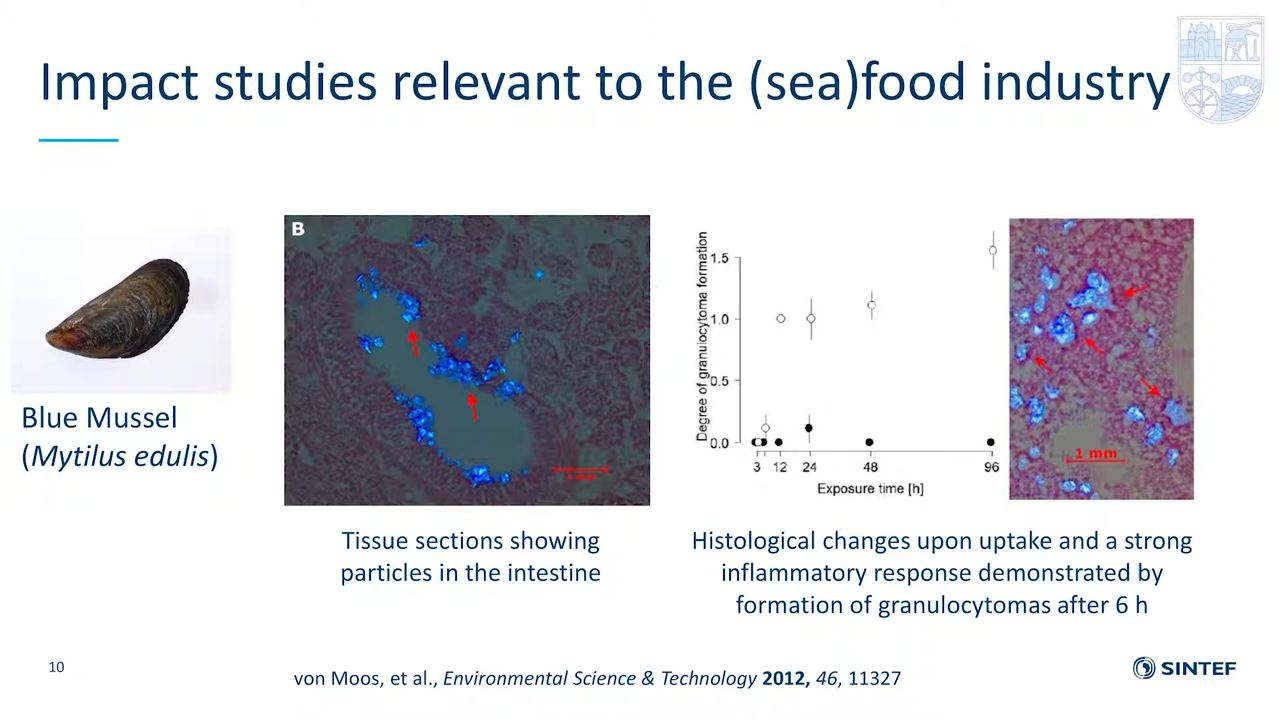 Impact studies relevant to the (sea)food industry
Blue Mussel
(Mytilus edulis)
B
Tissue sections showing
particles in the intestine
Degree of granulocytoma formation
1.5
1.0
0.5
0.0
3 12 24 48 96
Exposure time [h]
1 mm
Histological changes upon uptake and a strong
inflammatory response demonstrated by
formation of granulocytomas after 6 h
10
von Moos, et al., Environmental Science & Technology 2012, 46, 11327
SINTEF